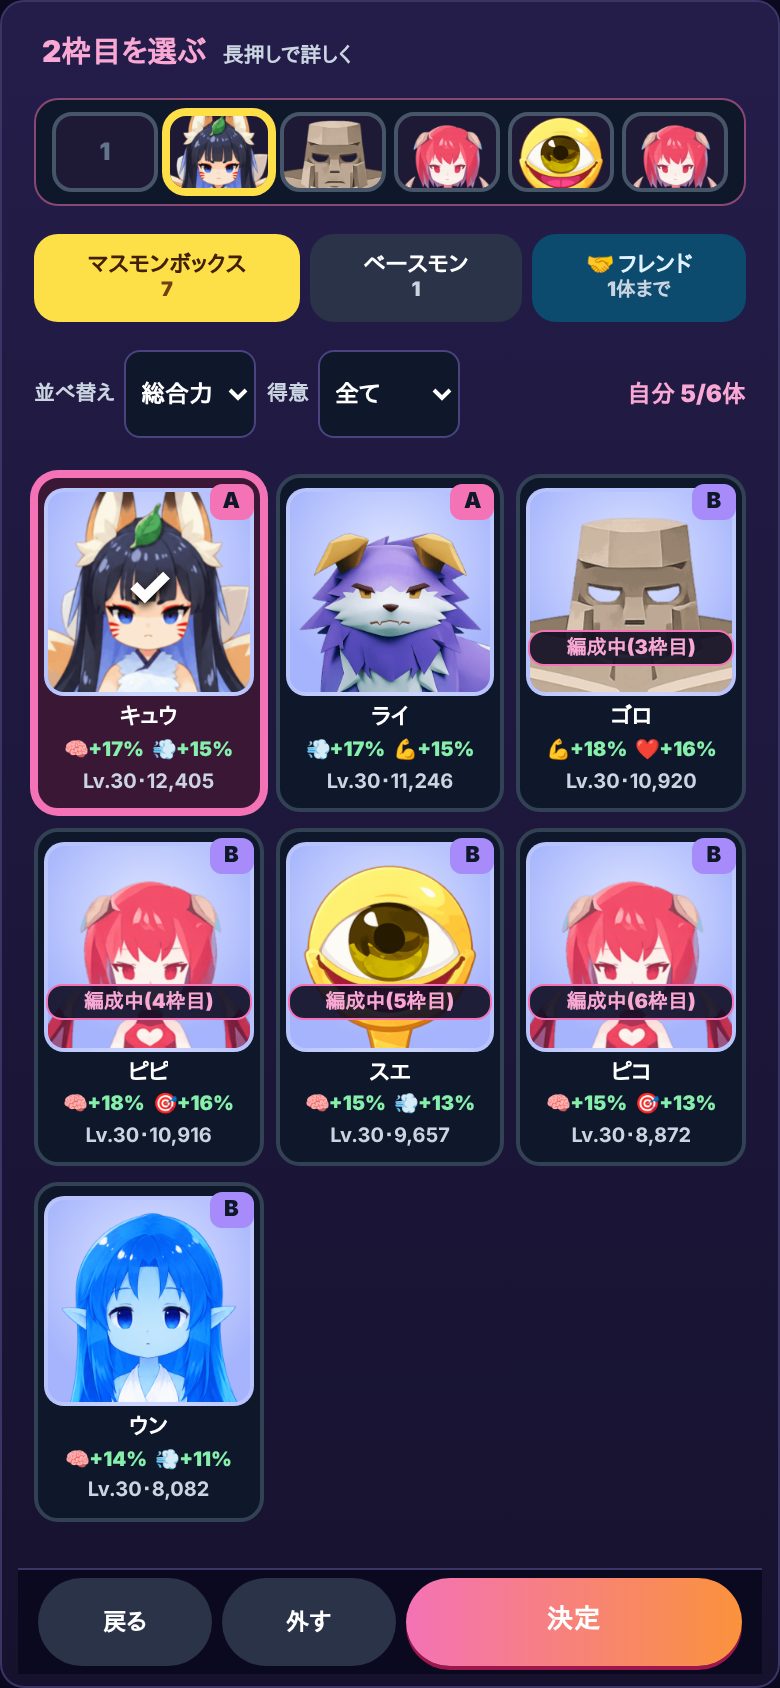 2枠目を選ぶ 長押しで詳しく
1
マスモンボックス
7
ベースモン
1
🤝 フレンド
1体まで
並べ替え 総合力 得意 全て 自分 5/6体
A
キュウ
🧠+17% 💨+15%
Lv.30・12,405
A
ライ
💨+17% 💪+15%
Lv.30・11,246
B
編成中(3枠目)
ゴロ
💪+18% ❤️+16%
Lv.30・10,920
B
編成中(4枠目)
ピピ
🧠+18% 🎯+16%
Lv.30・10,916
B
編成中(5枠目)
スエ
🧠+15% 💨+13%
Lv.30・9,657
B
編成中(6枠目)
ピコ
🧠+15% 🎯+13%
Lv.30・8,872
B
ウン
🧠+14% 💨+11%
Lv.30・8,082
戻る 外す 決定